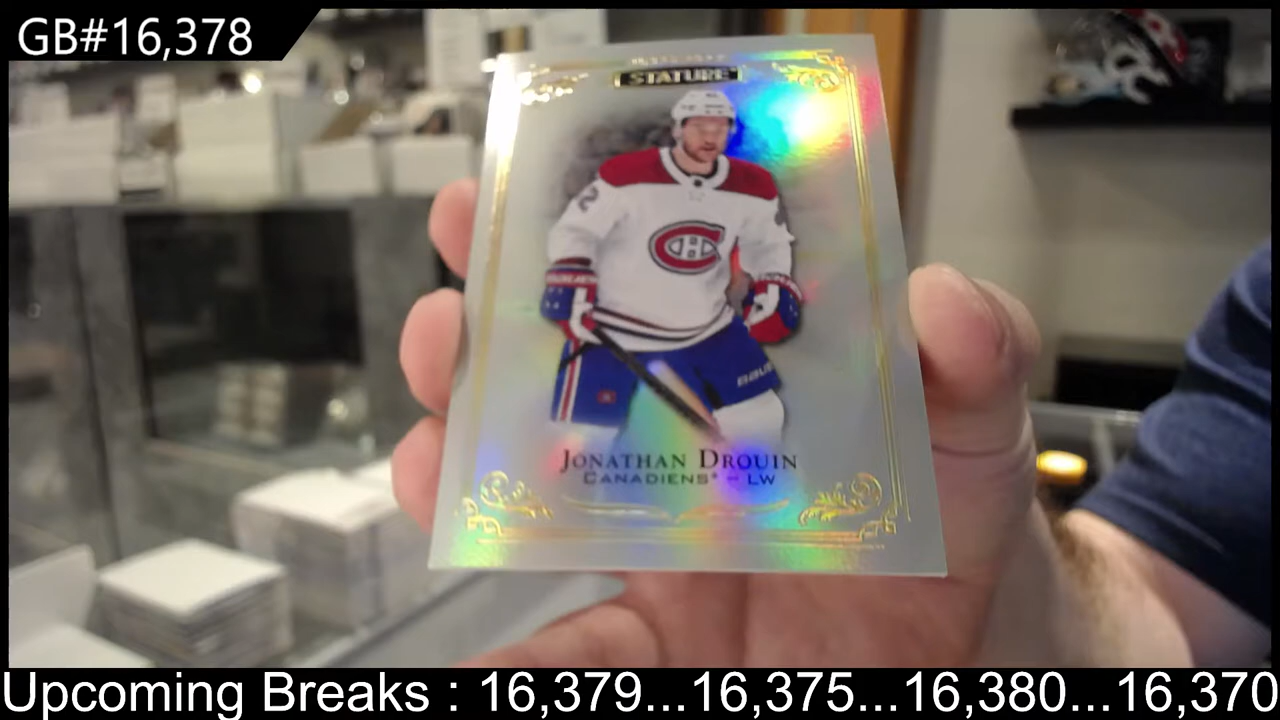 GB#16,378
STATURE
JONATHAN DROUIN
CANADIENS* - LW
Upcoming Breaks : 16,379...16,375...16,380...16,370